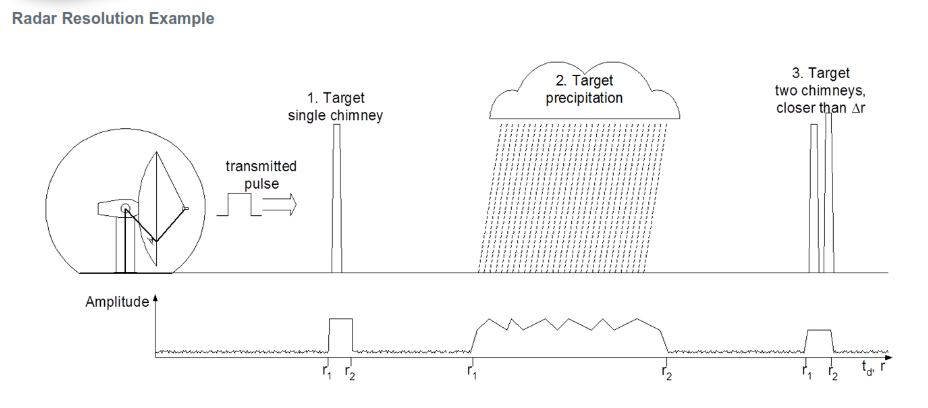 Radar Resolution Example
1. Target
single chimney
2. Target
precipitation
3. Target
two chimneys,
closer than Δr
transmitted
pulse
Amplitude
r1 r2 r1 r2 r1 r2 td, r